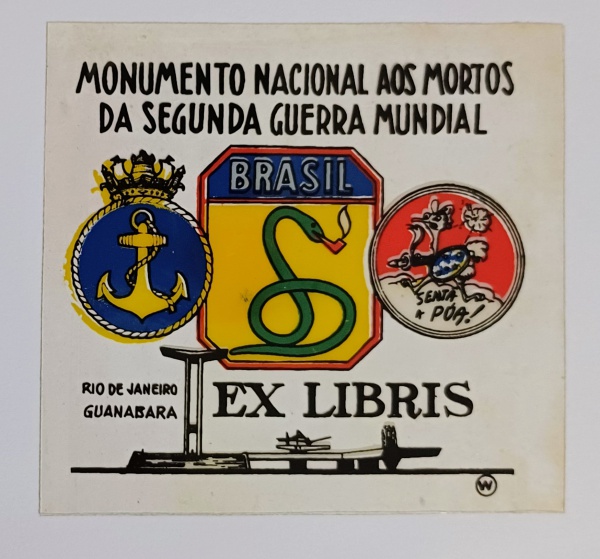 MONUMENTO NACIONAL AOS MORTOS
DA SEGUNDA GUERRA MUNDIAL
BRASIL
SENTA
A PÚA!
RIO DE JANEIRO
GUANABARA
EX LIBRIS
W